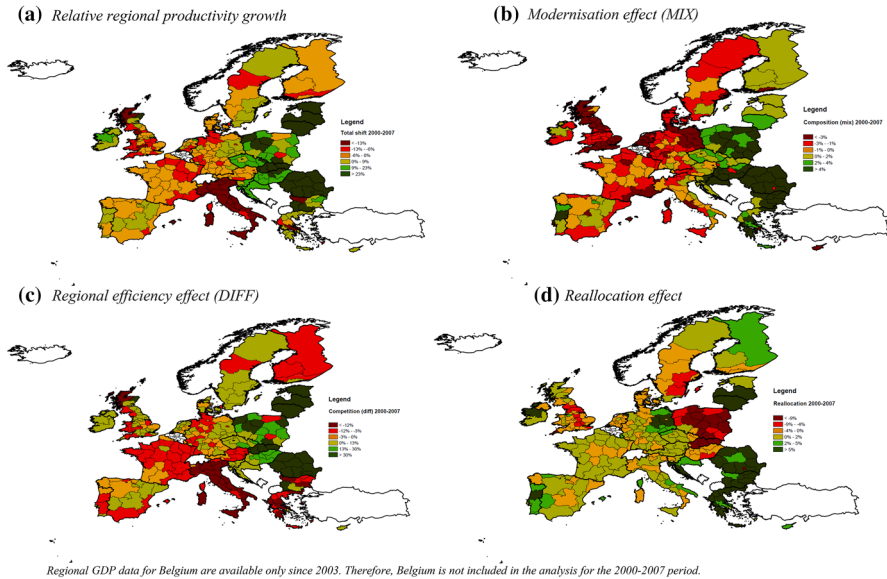 (a) Relative regional productivity growth
Legend
Total shift 2000-2007
< -13%
-13% - -6%
-6% - 0%
0% - 9%
9% - 23%
> 23%
(b) Modernisation effect (MIX)
Legend
Composition (mix) 2000-2007
< -3%
-3% - -1%
-1% - 0%
0% - 2%
2% - 4%
> 4%
(c) Regional efficiency effect (DIFF)
Legend
Competition (diff) 2000-2007
< -12%
-12% - -3%
-3% - 0%
0% - 13%
13% - 30%
> 30%
(d) Reallocation effect
Legend
Reallocation 2000-2007
< -9%
-9% - -4%
-4% - 0%
0% - 2%
2% - 5%
> 5%
Regional GDP data for Belgium are available only since 2003. Therefore, Belgium is not included in the analysis for the 2000-2007 period.